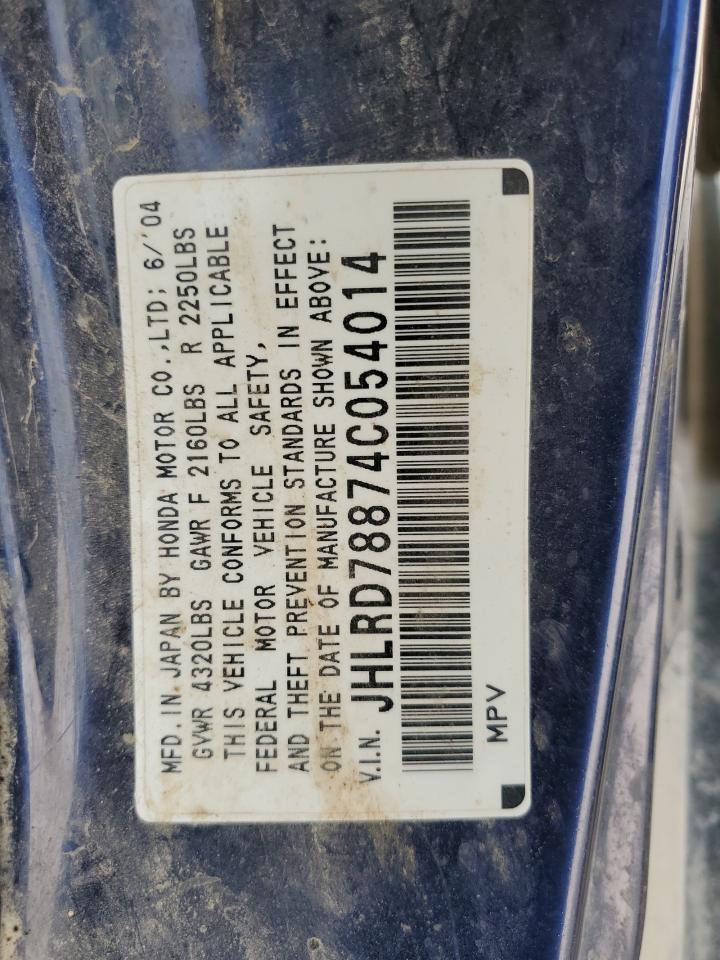 MFD.IN JAPAN BY HONDA MOTOR CO.,LTD; 6/'04
GVWR 4320LBS GAWR F 2160LBS R 2250LBS
THIS VEHICLE CONFORMS TO ALL APPLICABLE
FEDERAL MOTOR VEHICLE SAFETY,
AND THEFT PREVENTION STANDARDS IN EFFECT
ON THE DATE OF MANUFACTURE SHOWN ABOVE:
V.I.N. JHLRD78874C054014
MPV